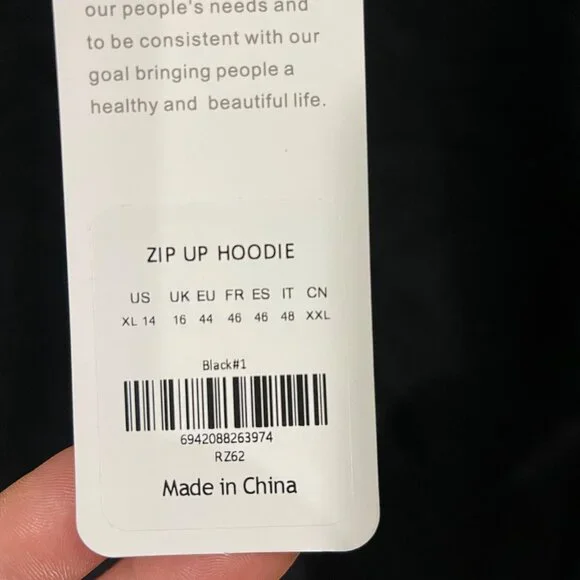 our people's needs and
to be consistent with our
goal bringing people a
healthy and beautiful life.
ZIP UP HOODIE
US UK EU FR ES IT CN
XL 14 16 44 46 46 48 XXL
Black#1
6942088263974
RZ62
Made in China